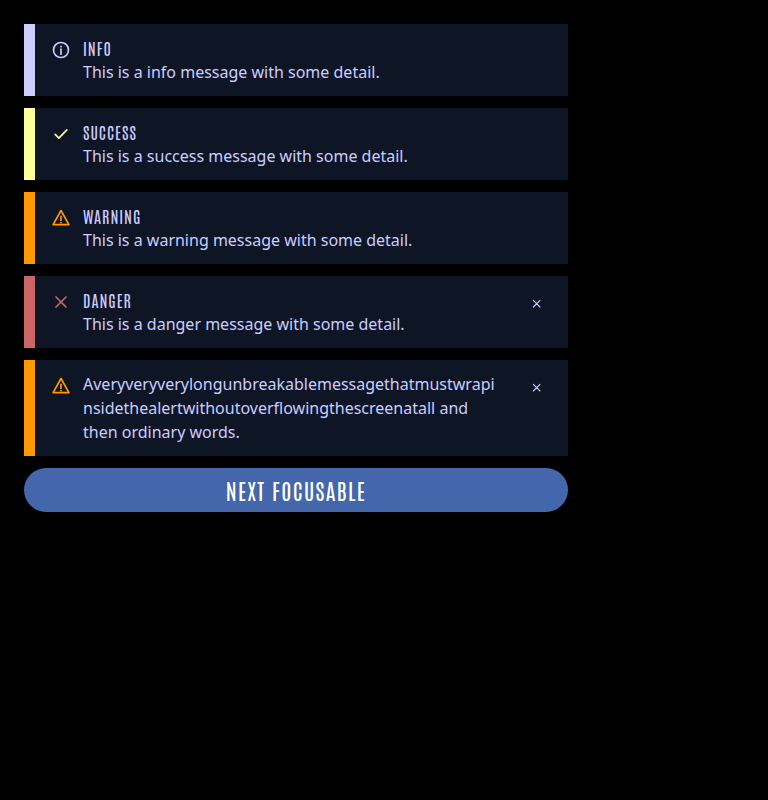 INFO
This is a info message with some detail.
SUCCESS
This is a success message with some detail.
WARNING
This is a warning message with some detail.
DANGER
This is a danger message with some detail.
Averyveryverylongunbreakablemessagethatmustwrapi
nsidethealertwithoutoverflowingthescreenatall and
then ordinary words.
NEXT FOCUSABLE